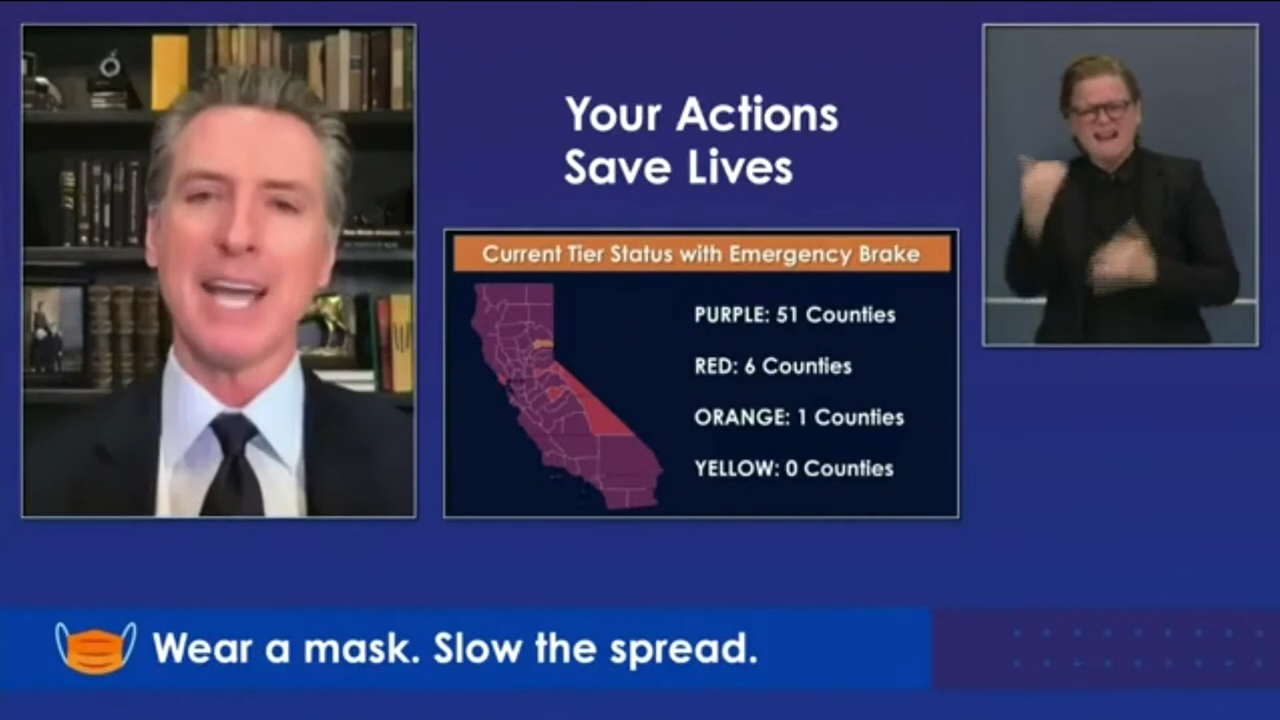 Your Actions
Save Lives
Current Tier Status with Emergency Brake
PURPLE: 51 Counties
RED: 6 Counties
ORANGE: 1 Counties
YELLOW: 0 Counties
Wear a mask. Slow the spread.